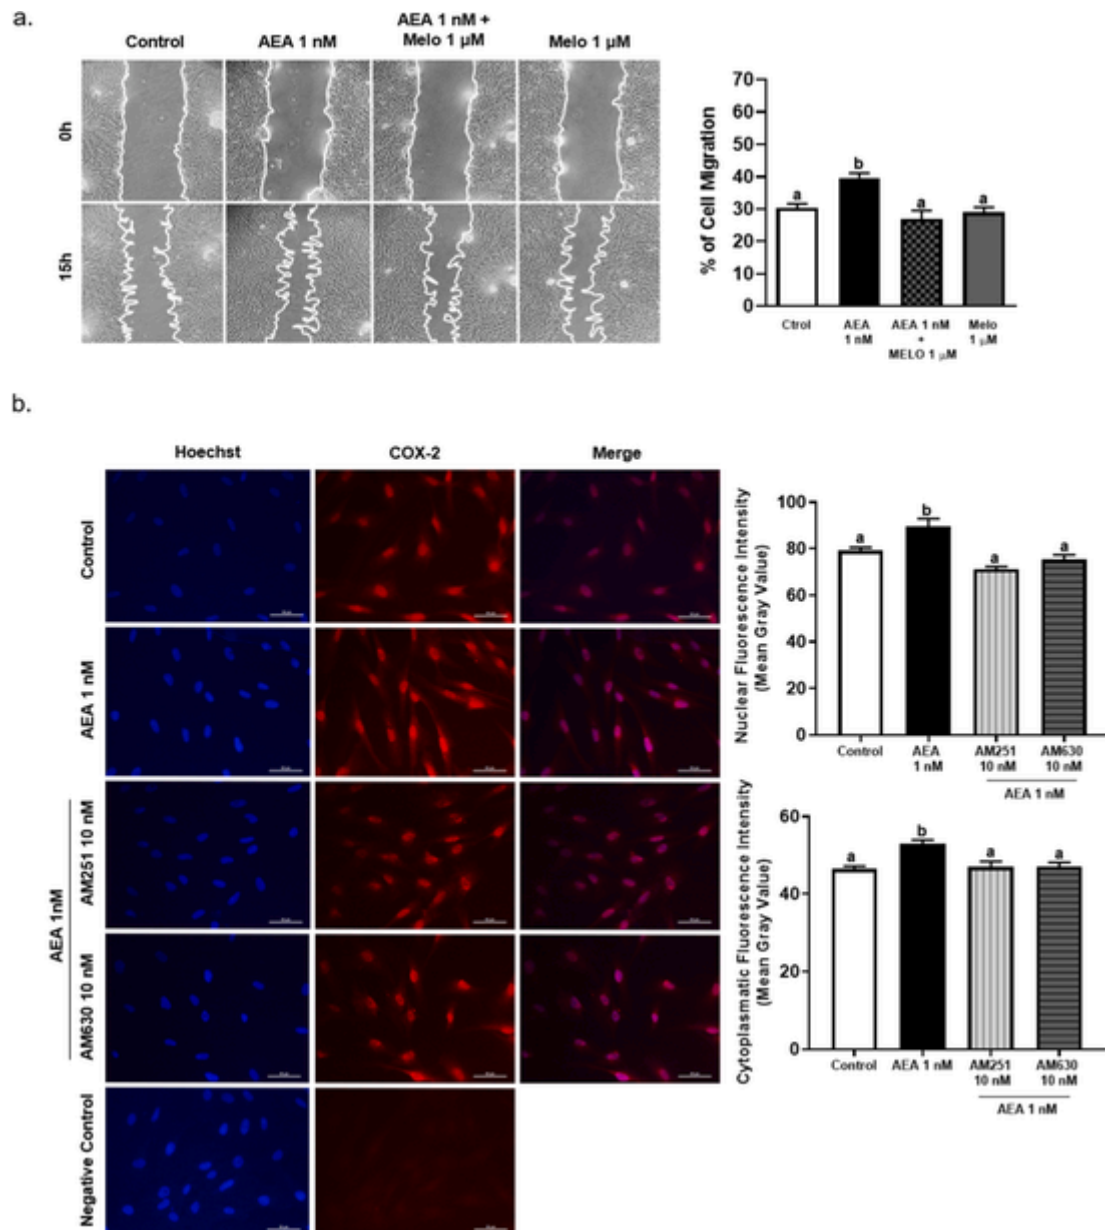 a.
Control
AEA 1 nM
AEA 1 nM +
Melo 1 µM
Melo 1 µM
0h
15h
% of Cell Migration
70
60
50
40
30
20
10
0
a
b
a
a
Ctrol
AEA
1 nM
AEA 1 nM
+
MELO 1 µM
Melo
1 µM
b.
Hoechst
COX-2
Merge
Control
AEA 1 nM
AEA 1nM
AM251 10 nM
AM630 10 nM
Negative Control
Nuclear Fluorescence Intensity
(Mean Gray Value)
100
80
60
40
20
0
a
b
a
a
Control
AEA
1 nM
AM251
10 nM
AM630
10 nM
AEA 1 nM
Cytoplasmatic Fluorescence Intensity
(Mean Gray Value)
60
40
20
0
a
b
a
a
Control
AEA 1 nM
AM251
10 nM
AM630
10 nM
AEA 1 nM